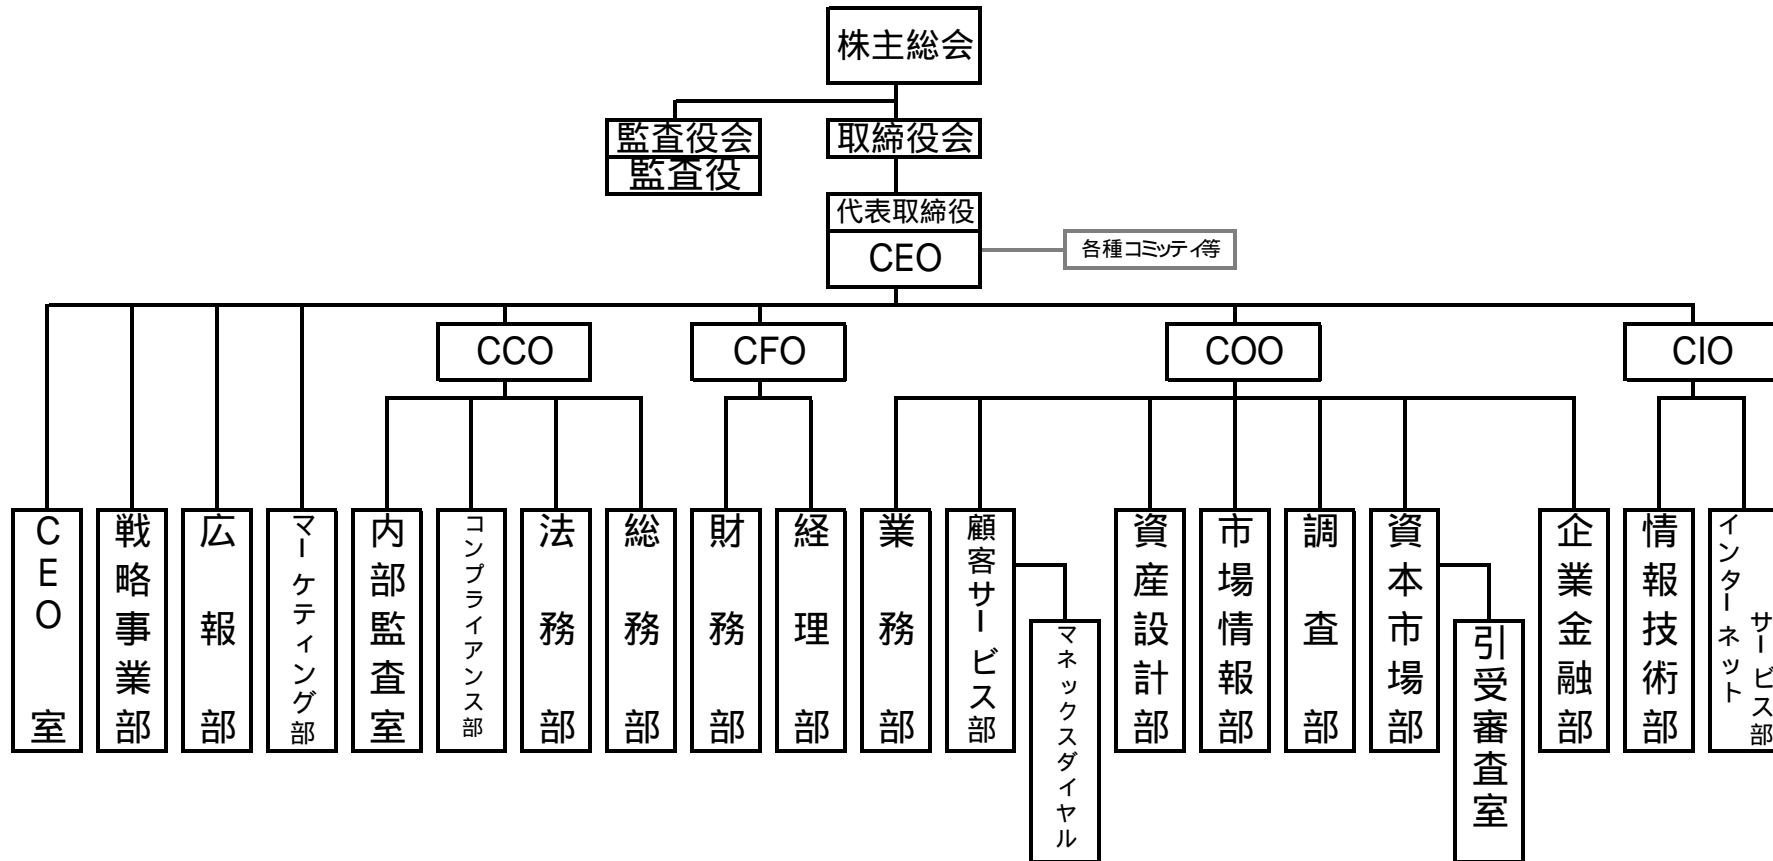 株主総会
監査役会
監査役
取締役会
代表取締役
CEO
各種コミッティ等
CCO
CFO
COO
CIO
CEO室
戦略事業部
広報部
マーケティング部
内部監査室
コンプライアンス部
法務部
総務部
財務部
経理部
業務部
顧客サービス部
マネックスダイヤル
資産設計部
市場情報部
調査部
資本市場部
引受審査室
企業金融部
情報技術部
インターネット
サービス部